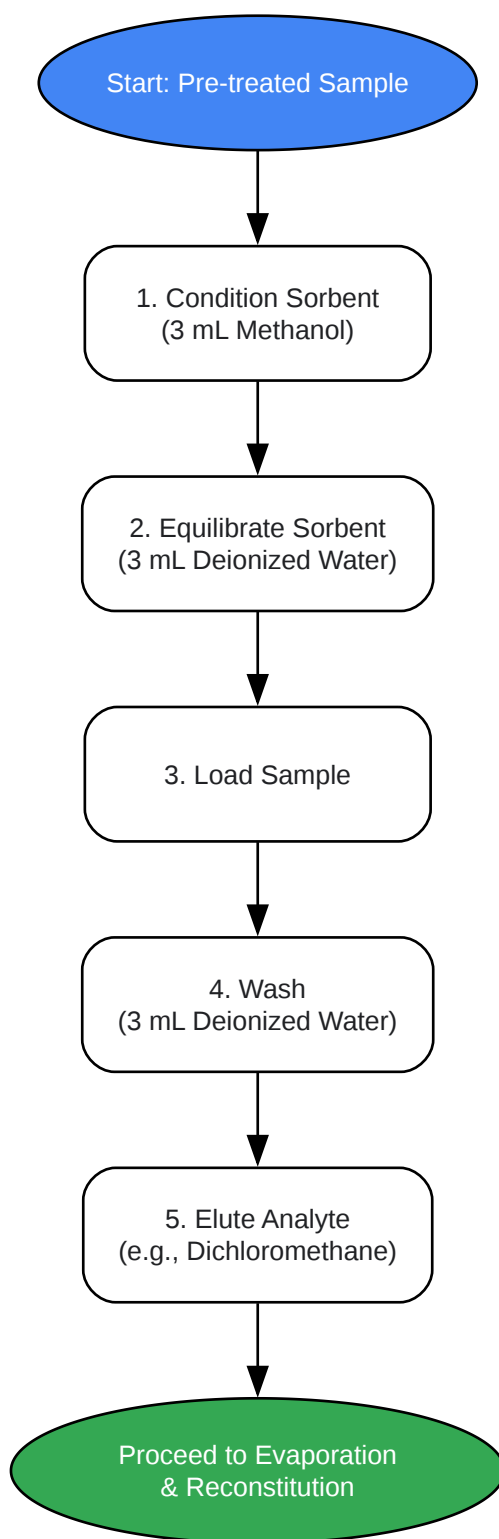 Start: Pre-treated Sample
1. Condition Sorbent
(3 mL Methanol)
2. Equilibrate Sorbent
(3 mL Deionized Water)
3. Load Sample
4. Wash
(3 mL Deionized Water)
5. Elute Analyte
(e.g., Dichloromethane)
Proceed to Evaporation
& Reconstitution